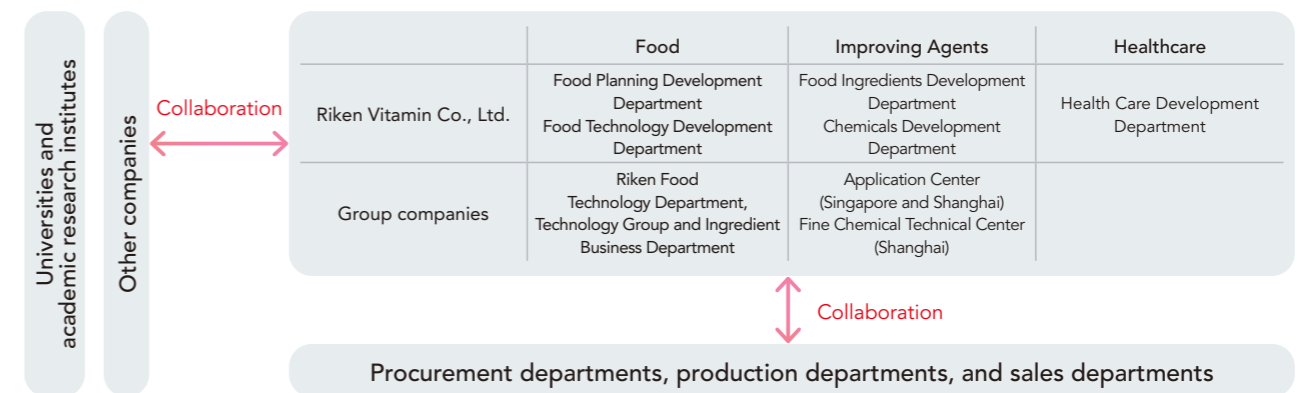 Universities and
academic research institutes
Other companies
Collaboration
Food
Improving Agents
Healthcare
Riken Vitamin Co., Ltd.
Food Planning Development
Department
Food Technology Development
Department
Food Ingredients Development
Department
Chemicals Development
Department
Health Care Development
Department
Group companies
Riken Food
Technology Department,
Technology Group and Ingredient
Business Department
Application Center
(Singapore and Shanghai)
Fine Chemical Technical Center
(Shanghai)
Collaboration
Procurement departments, production departments, and sales departments